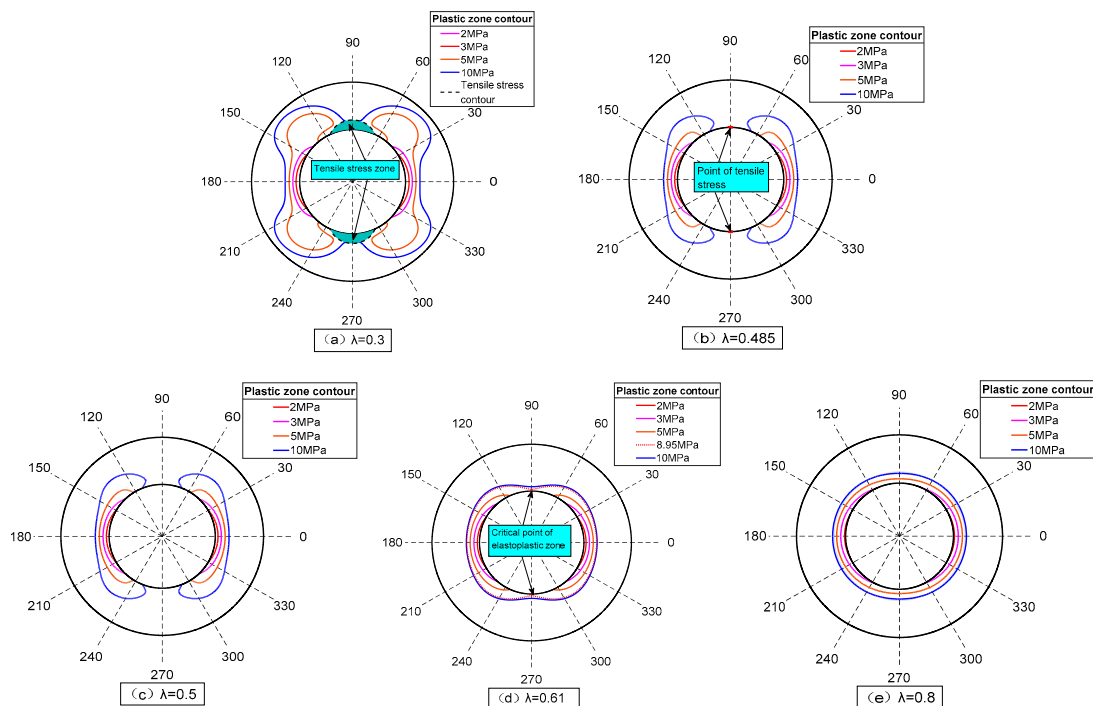 Plastic zone contour
2MPa
3MPa
5MPa
10MPa
Tensile stress
contour
90
60
30
0
330
300
270
240
210
180
150
120
Tensile stress zone
（a）λ=0.3
Plastic zone contour
2MPa
3MPa
5MPa
10MPa
90
60
30
0
330
300
270
240
210
180
150
120
Point of tensile
stress
（b）λ=0.485
Plastic zone contour
2MPa
3MPa
5MPa
10MPa
90
60
30
0
330
300
270
240
210
180
150
120
（c）λ=0.5
Plastic zone contour
2MPa
3MPa
5MPa
8.95MPa
10MPa
90
60
30
0
330
300
270
240
210
180
150
120
Critical point of
elastoplastic zone
（d）λ=0.61
Plastic zone contour
2MPa
3MPa
5MPa
10MPa
90
60
30
0
330
300
270
240
210
180
150
120
（e）λ=0.8